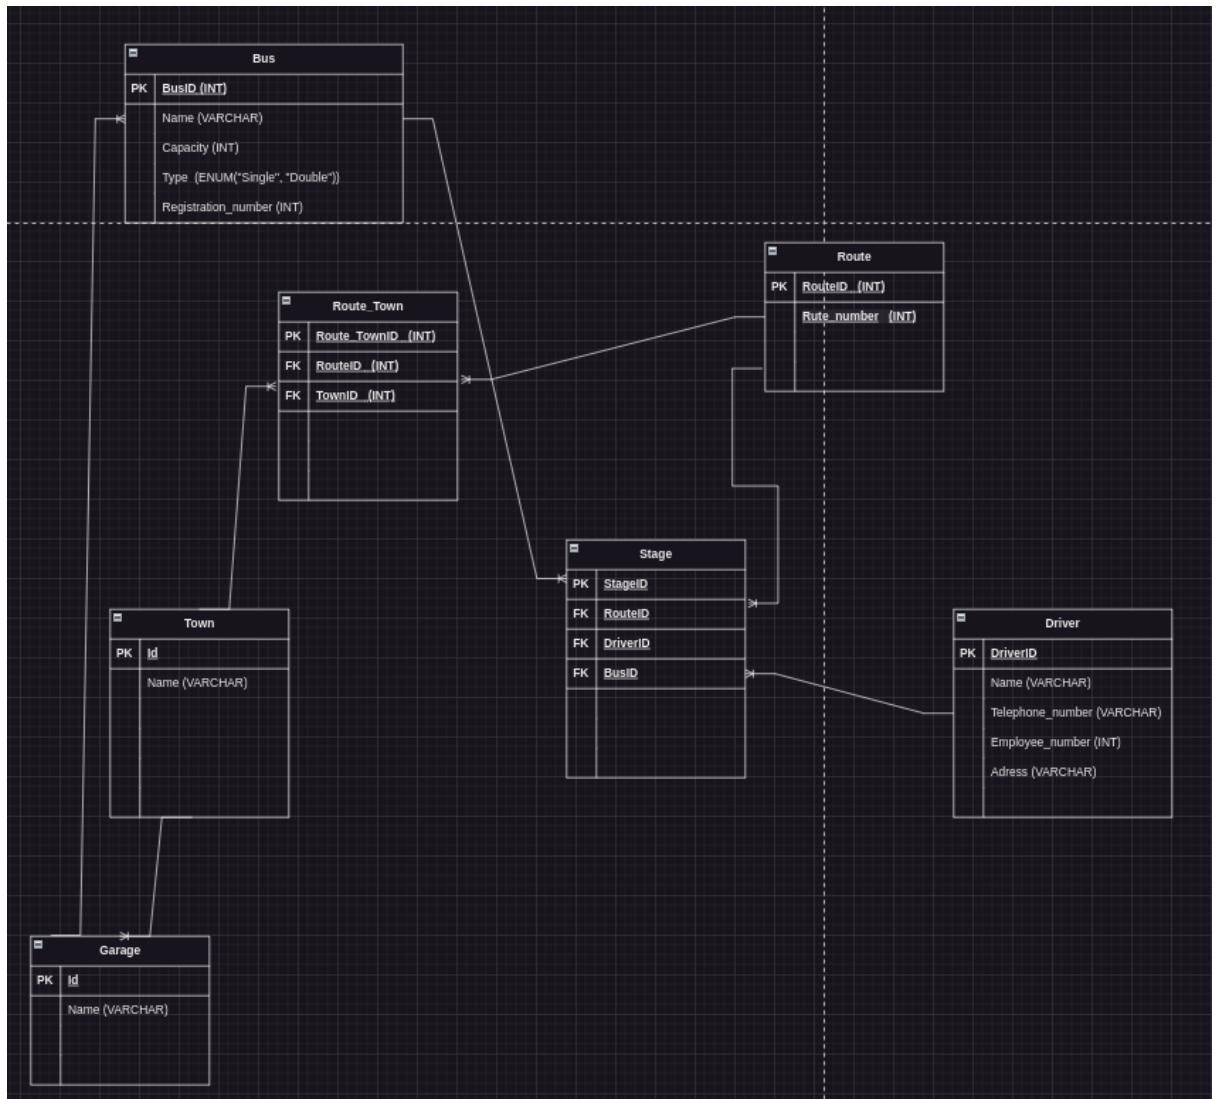 Bus
PK BusID (INT)
Name (VARCHAR)
Capacity (INT)
Type (ENUM("Single", "Double"))
Registration_number (INT)
Route
PK RouteID (INT)
Rute_number (INT)
Route_Town
PK Route_TownID (INT)
FK RouteID (INT)
FK TownID (INT)
Stage
PK StageID
FK RouteID
FK DriverID
FK BusID
Town
PK Id
Name (VARCHAR)
Driver
PK DriverID
Name (VARCHAR)
Telephone_number (VARCHAR)
Employee_number (INT)
Adress (VARCHAR)
Garage
PK Id
Name (VARCHAR)